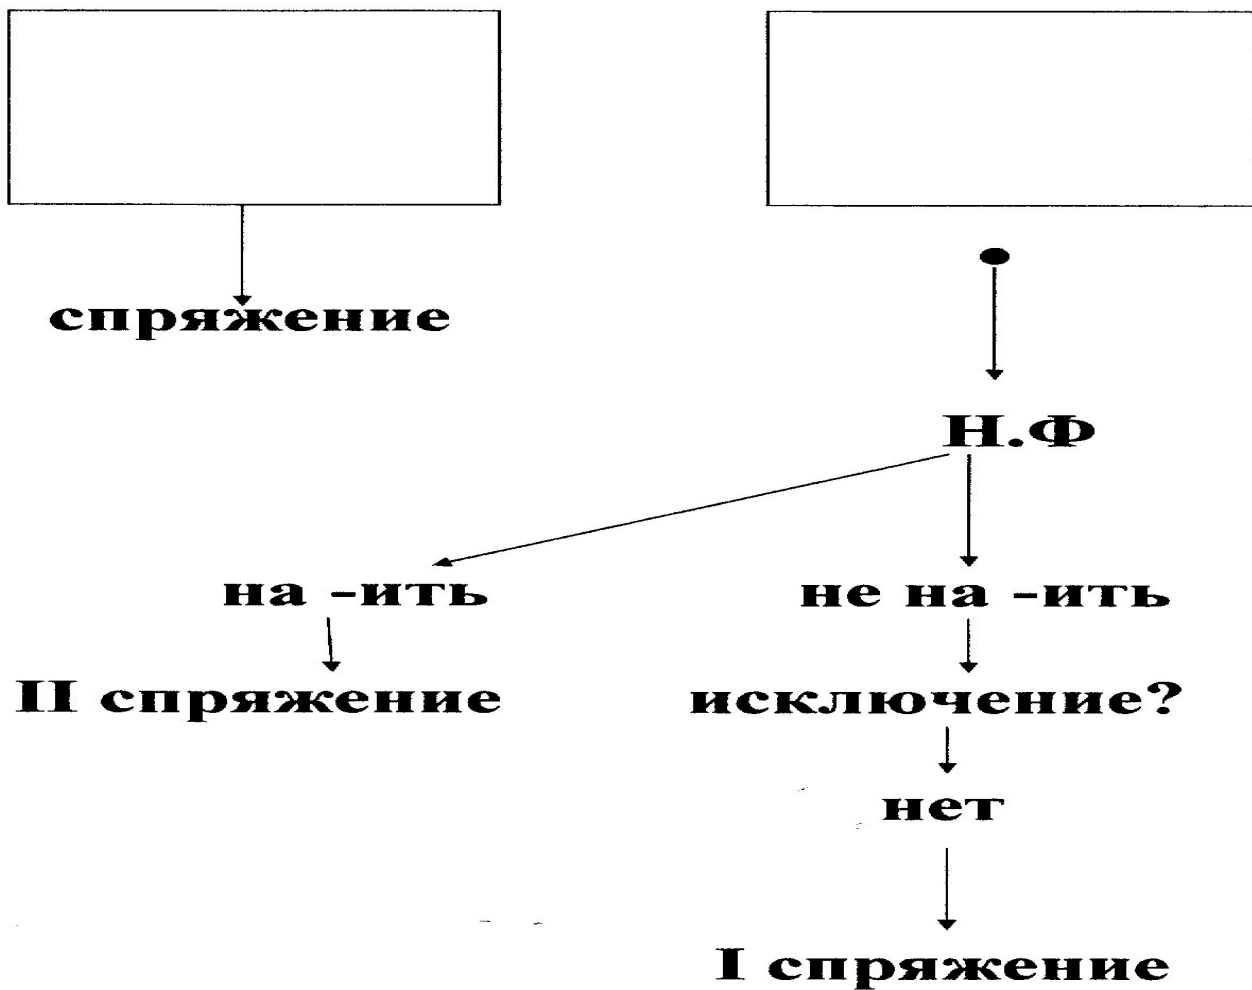 спряжение
Н.Ф
на -ить
не на -ить
II спряжение
исключение?
нет
I спряжение